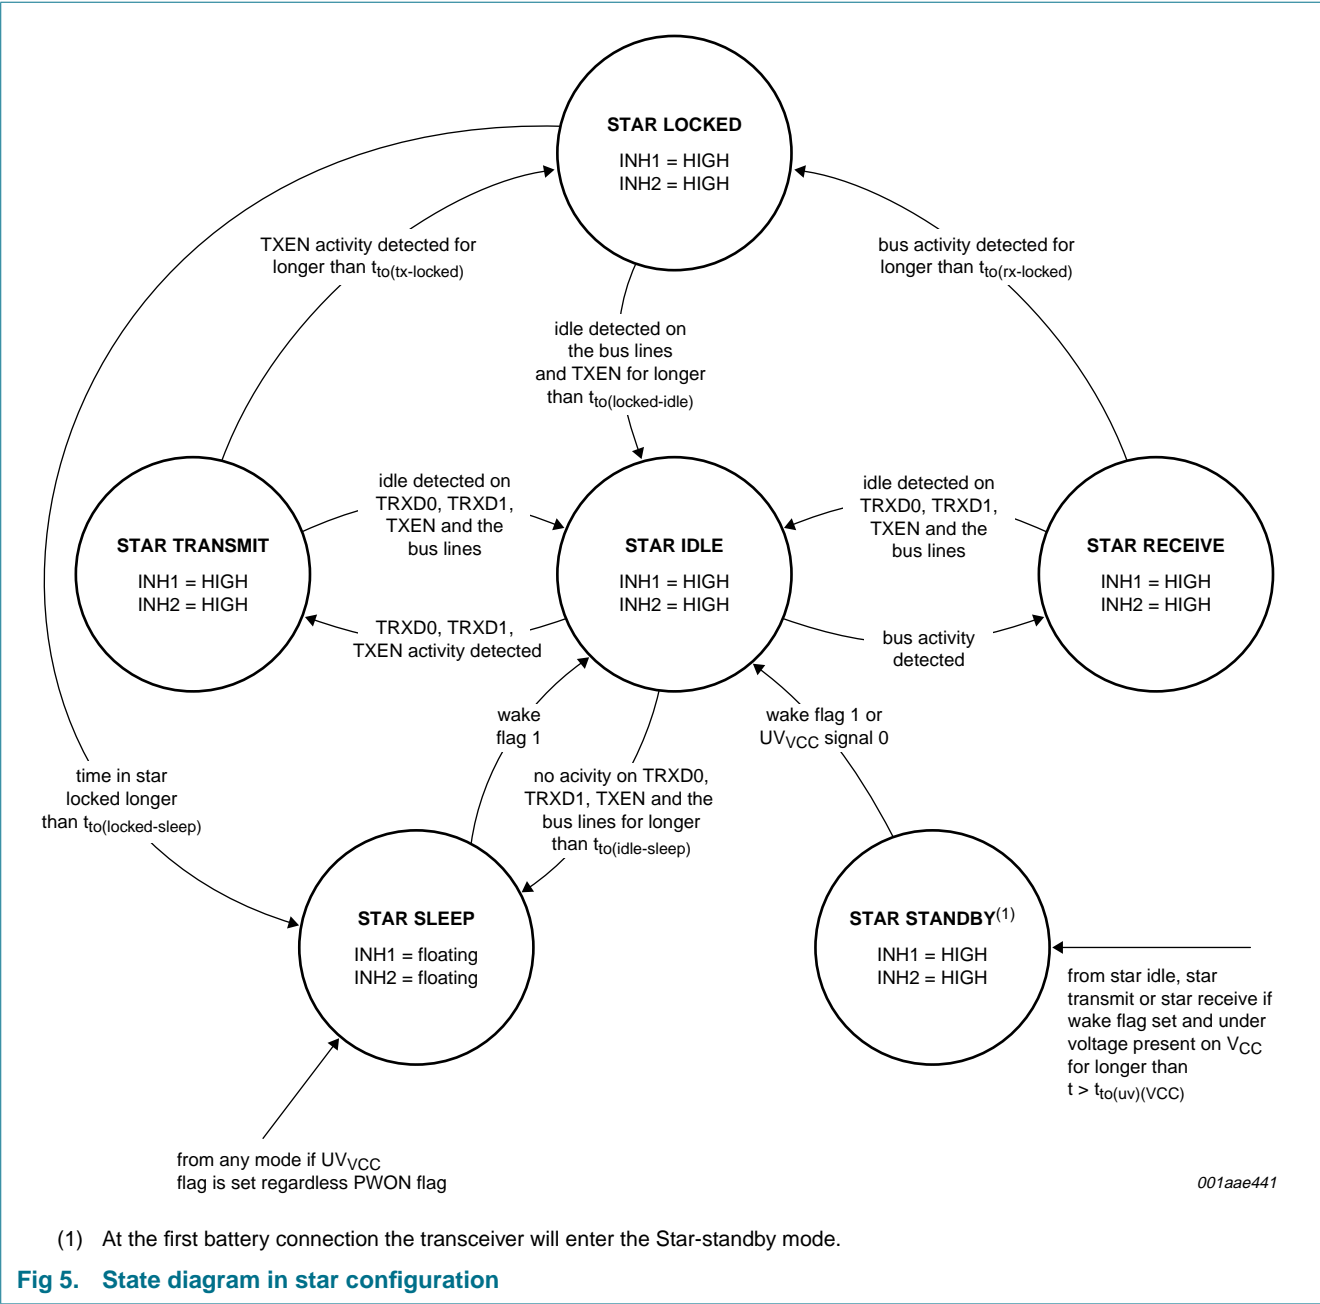 STAR LOCKED
INH1 = HIGH
INH2 = HIGH
TXEN activity detected for
longer than tto(tx-locked)
bus activity detected for
longer than tto(rx-locked)
idle detected on
the bus lines
and TXEN for longer
than tto(locked-idle)
idle detected on
TRXD0, TRXD1,
TXEN and the
bus lines
idle detected on
TRXD0, TRXD1,
TXEN and the
bus lines
STAR TRANSMIT
INH1 = HIGH
INH2 = HIGH
STAR IDLE
INH1 = HIGH
INH2 = HIGH
STAR RECEIVE
INH1 = HIGH
INH2 = HIGH
TRXD0, TRXD1,
TXEN activity detected
bus activity
detected
wake
flag 1
wake flag 1 or
UVVCC signal 0
time in star
locked longer
than tto(locked-sleep)
no acivity on TRXD0,
TRXD1, TXEN and the
bus lines for longer
than tto(idle-sleep)
STAR SLEEP
INH1 = floating
INH2 = floating
STAR STANDBY(1)
INH1 = HIGH
INH2 = HIGH
from star idle, star
transmit or star receive if
wake flag set and under
voltage present on VCC
for longer than
t > tto(uv)(VCC)
from any mode if UVVCC
flag is set regardless PWON flag
001aae441
(1) At the first battery connection the transceiver will enter the Star-standby mode.
Fig 5. State diagram in star configuration